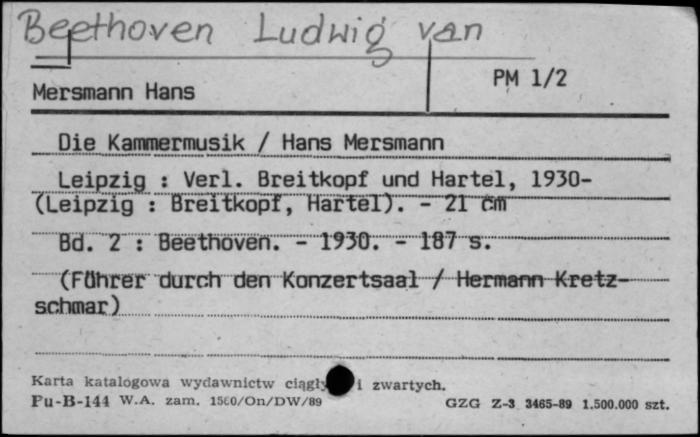 Beethoven Ludwig van
PM 1/2
Mersmann Hans
Die Kammermusik / Hans Mersmann
Leipzig : Verl. Breitkopf und Hartel, 1930-
(Leipzig : Breitkopf, Hartel). - 21 cm
Bd. 2 : Beethoven. - 1930. - 187 s.
(Führer durch den Konzertsaal / Hermann Kretz-
schmar)
Karta katalogowa wydawnictw ciągły i zwartych.
Pu-B-144 W.A. zam. 1560/On/DW/89
GZG Z-3 3465-89 1.500.000 szt.